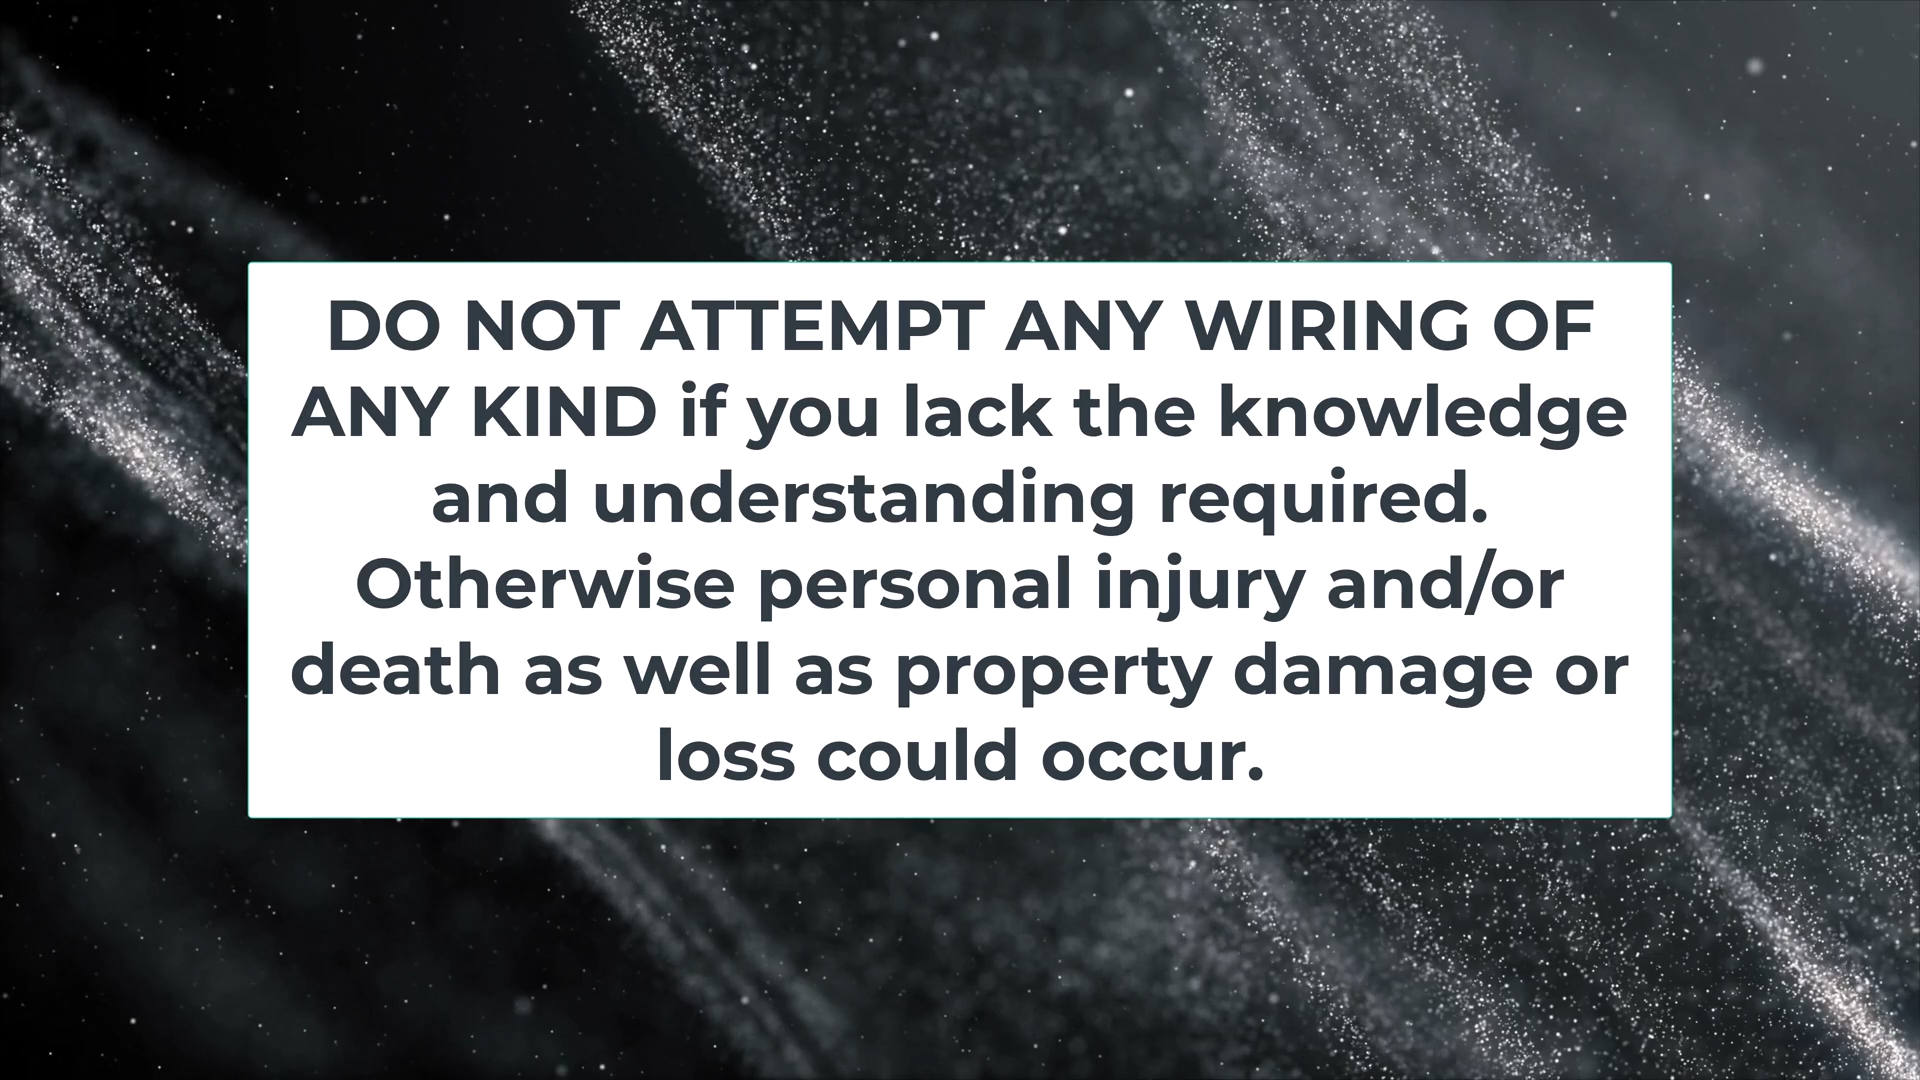 DO NOT ATTEMPT ANY WIRING OF
ANY KIND if you lack the knowledge
and understanding required.
Otherwise personal injury and/or
death as well as property damage or
loss could occur.